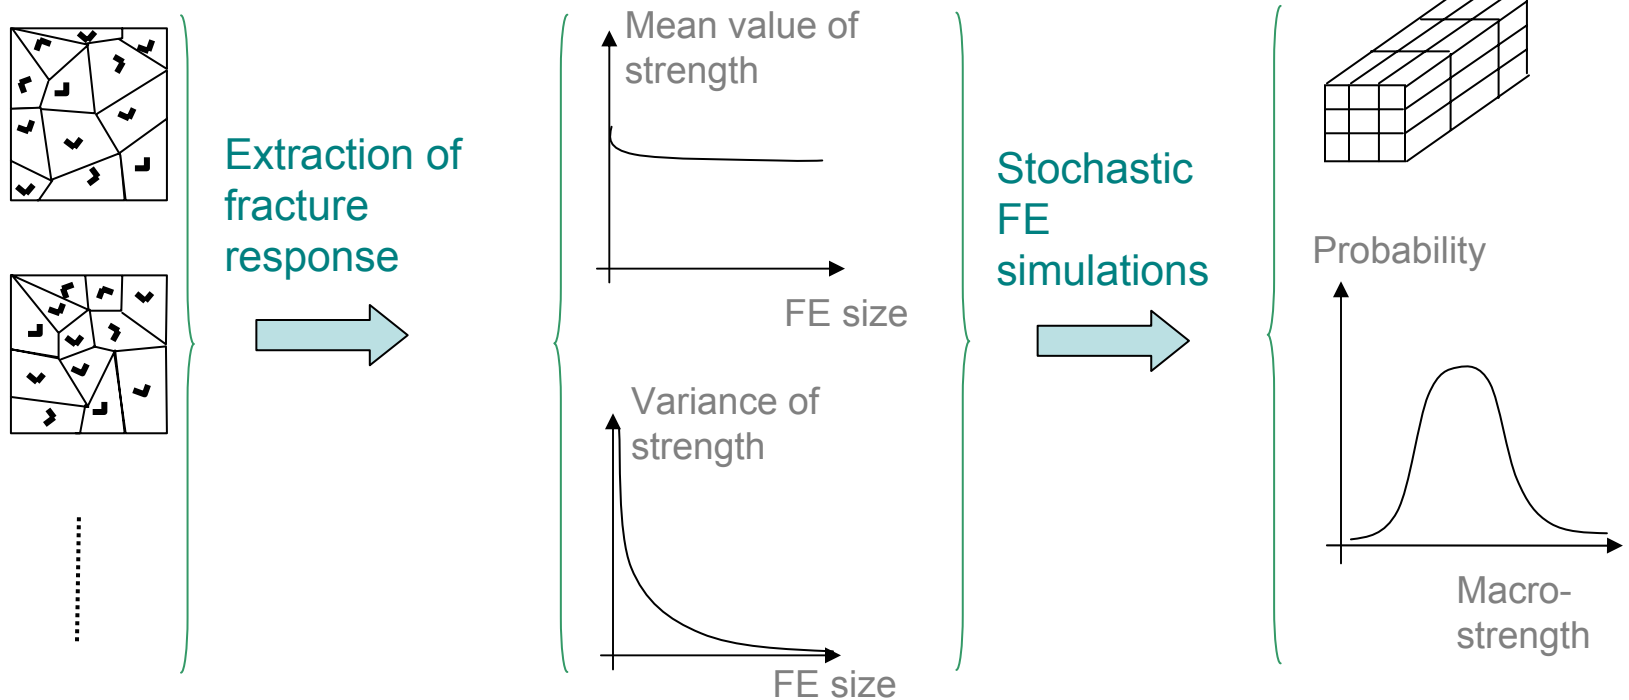 Extraction of
fracture
response
Mean value of
strength
FE size
Variance of
strength
FE size
Stochastic
FE
simulations
Probability
Macro-
strength